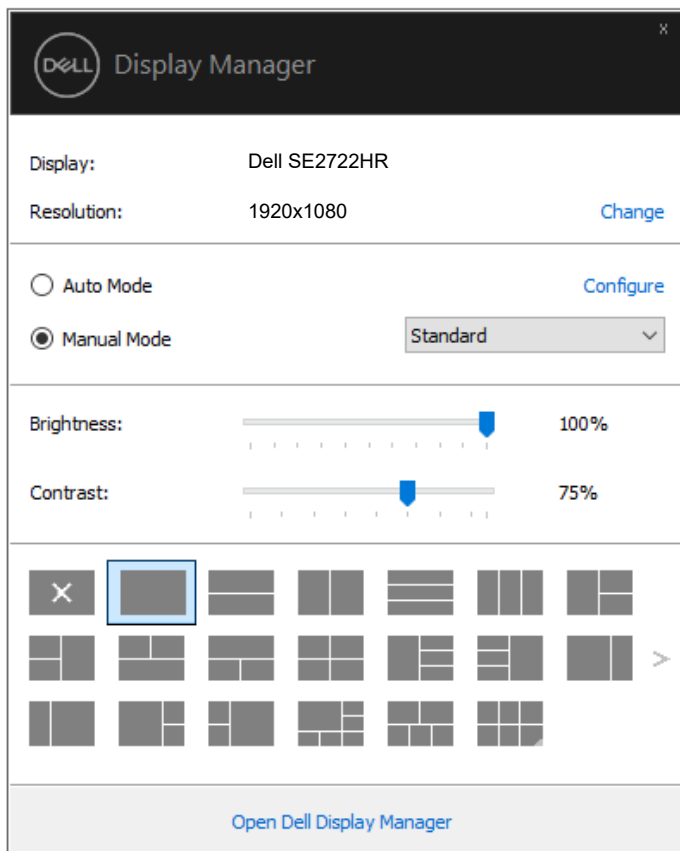 x
DELL Display Manager
Display: Dell SE2722HR
Resolution: 1920x1080 Change
Auto Mode Configure
Manual Mode Standard
Brightness: 100%
Contrast: 75%
Open Dell Display Manager